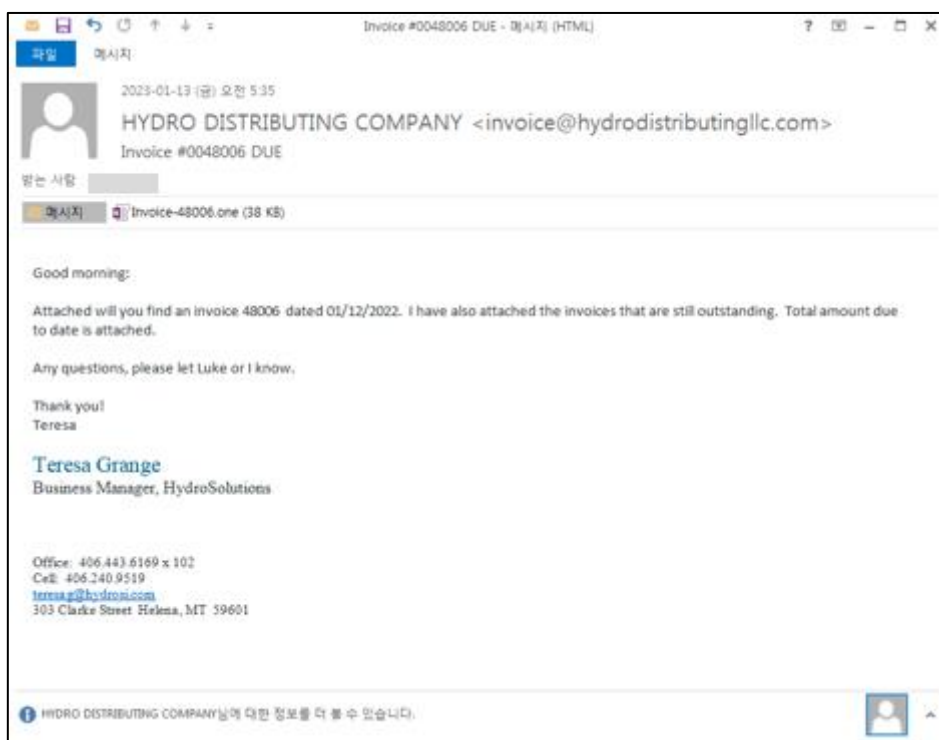 Invoice #0048006 DUE - 메시지 (HTML)
파일 메시지
2023-01-13 (금) 오전 5:35
HYDRO DISTRIBUTING COMPANY <invoice@hydrodistributingllc.com>
Invoice #0048006 DUE
받는 사람
메시지 Invoice-48006.one (38 KB)
Good morning:
Attached will you find an invoice 48006 dated 01/12/2022. I have also attached the invoices that are still outstanding. Total amount due
to date is attached.
Any questions, please let Luke or I know.
Thank you!
Teresa
Teresa Grange
Business Manager, HydroSolutions
Office: 406.443.6169 x 102
Cell: 406.240.9519
teresag@hydrosi.com
303 Clarke Street Helena, MT 59601
HYDRO DISTRIBUTING COMPANY님에 대한 정보를 더 볼 수 있습니다.